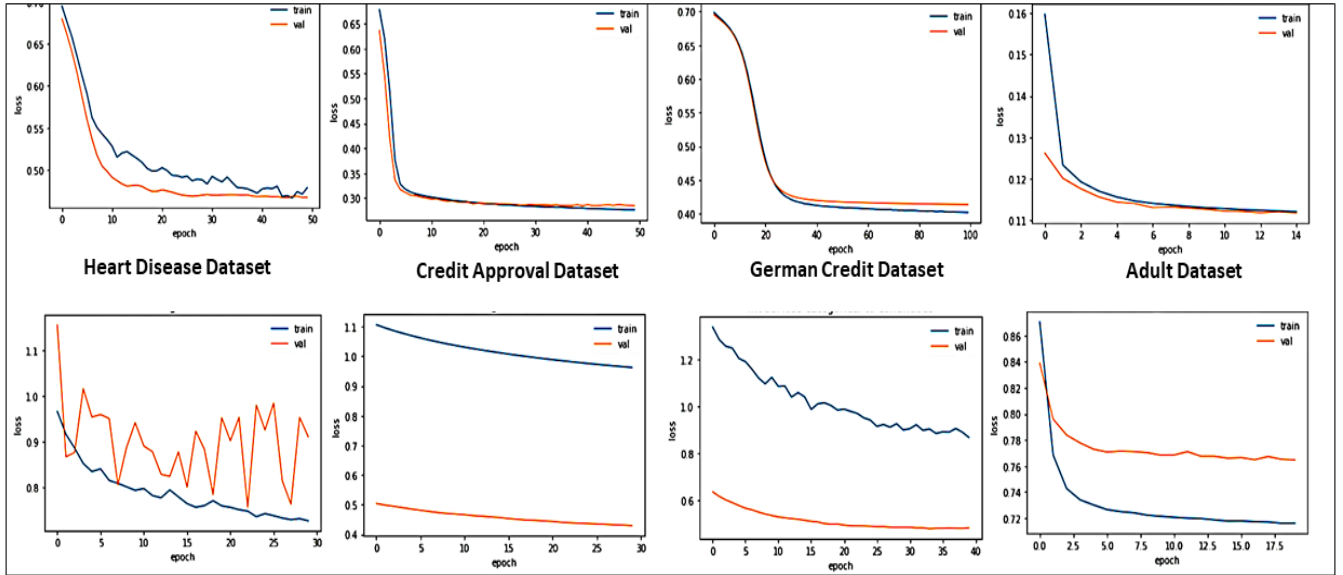 0.70
0.65
0.60
0.55
0.50
loss
0 10 20 30 40 50
epoch
train
val
Heart Disease Dataset
0.65
0.60
0.55
0.50
0.45
0.40
0.35
0.30
loss
0 10 20 30 40 50
epoch
train
val
Credit Approval Dataset
0.70
0.65
0.60
0.55
0.50
0.45
0.40
loss
0 20 40 60 80 100
epoch
train
val
German Credit Dataset
0.16
0.15
0.14
0.13
0.12
0.11
loss
0 2 4 6 8 10 12 14
epoch
train
val
Adult Dataset
1.1
1.0
0.9
0.8
loss
0 5 10 15 20 25 30
epoch
train
val
1.1
1.0
0.9
0.8
0.7
0.6
0.5
0.4
loss
0 5 10 15 20 25 30
epoch
train
val
1.2
1.0
0.8
0.6
loss
0 5 10 15 20 25 30 35 40
epoch
train
val
0.86
0.84
0.82
0.80
0.78
0.76
0.74
0.72
loss
0.0 2.5 5.0 7.5 10.0 12.5 15.0 17.5
epoch
train
val